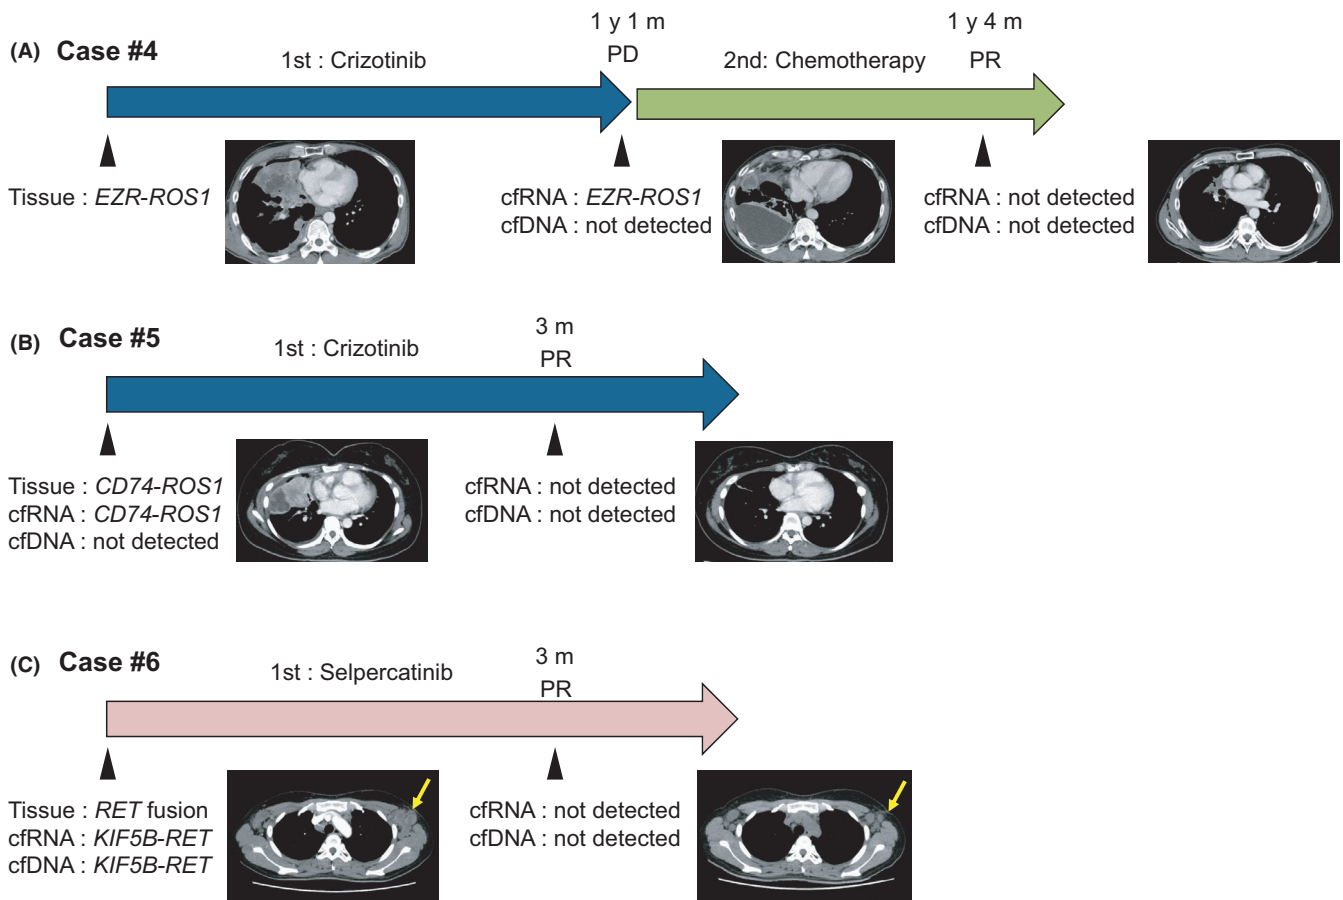 (A) Case #4
1st : Crizotinib
1 y 1 m
PD
2nd: Chemotherapy
1 y 4 m
PR
Tissue : EZR-ROS1
cfRNA : EZR-ROS1
cfDNA : not detected
cfRNA : not detected
cfDNA : not detected
(B) Case #5
1st : Crizotinib
3 m
PR
Tissue : CD74-ROS1
cfRNA : CD74-ROS1
cfDNA : not detected
cfRNA : not detected
cfDNA : not detected
(C) Case #6
1st : Selpercatinib
3 m
PR
Tissue : RET fusion
cfRNA : KIF5B-RET
cfDNA : KIF5B-RET
cfRNA : not detected
cfDNA : not detected